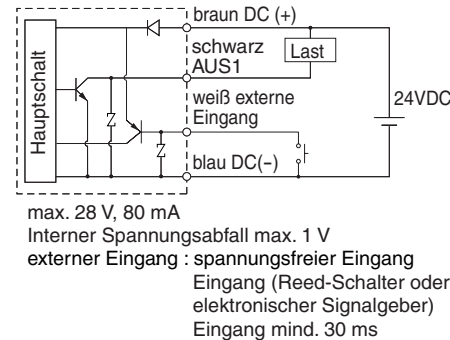 braun DC (+)
schwarz
AUS1
Last
Hauptschalt
weiß externe
Eingang
24VDC
blau DC(-)
max. 28 V, 80 mA
Interner Spannungsabfall max. 1 V
externer Eingang : spannungsfreier Eingang
Eingang (Reed-Schalter oder
elektronischer Signalgeber)
Eingang mind. 30 ms